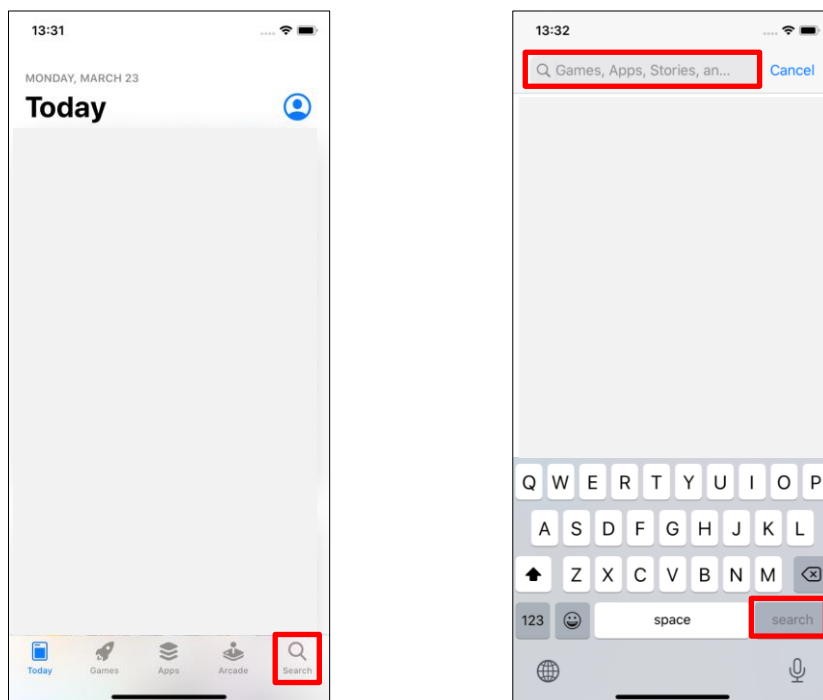 13:31
MONDAY, MARCH 23
Today
Today Games Apps Arcade Search
13:32
Games, Apps, Stories, an... Cancel
Q W E R T Y U I O P
A S D F G H J K L
Z X C V B N M
123 space search